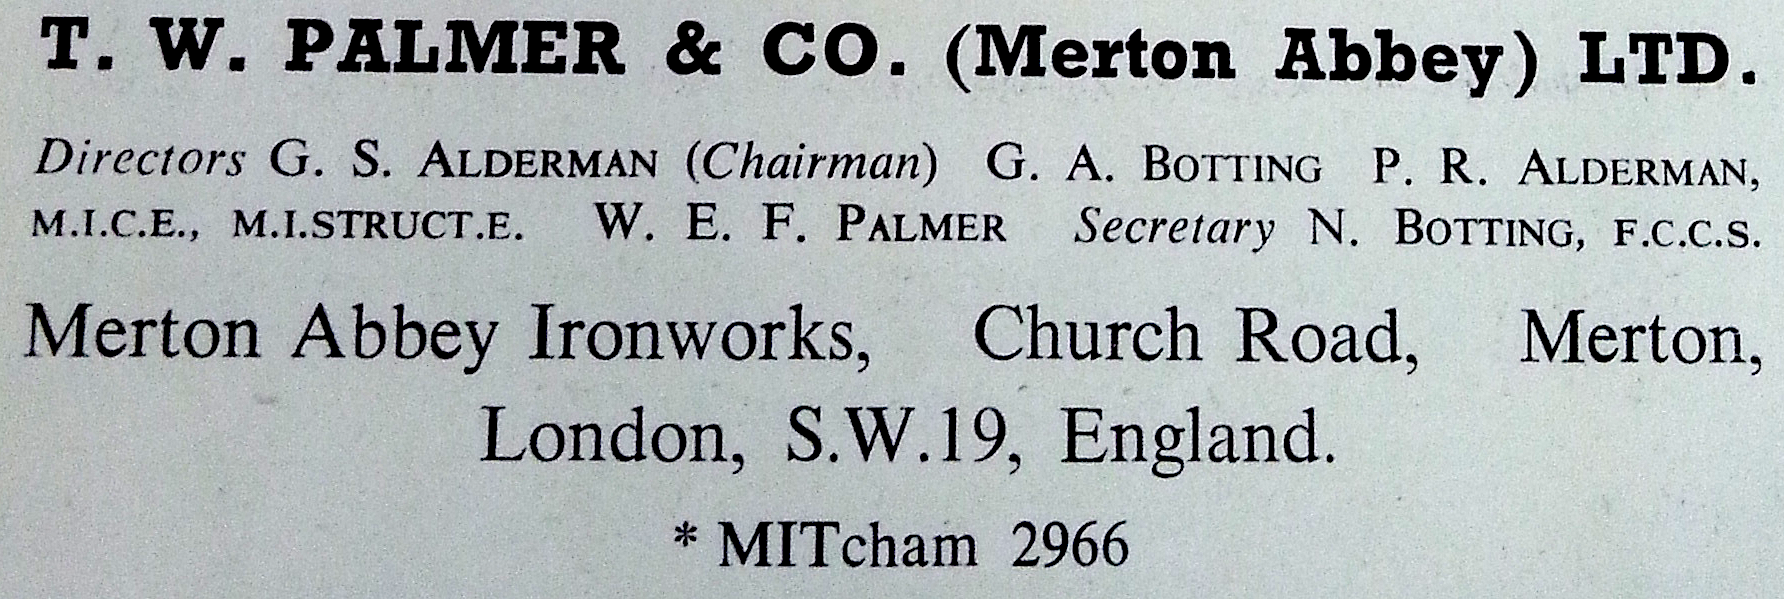 T. W. PALMER & CO. (Merton Abbey) LTD.
Directors G. S. ALDERMAN (Chairman) G. A. BOTTING P. R. ALDERMAN,
M.I.C.E., M.I.STRUCT.E. W. E. F. PALMER Secretary N. BOTTING, F.C.C.S.
Merton Abbey Ironworks, Church Road, Merton,
London, S.W.19, England.
* MITcham 2966